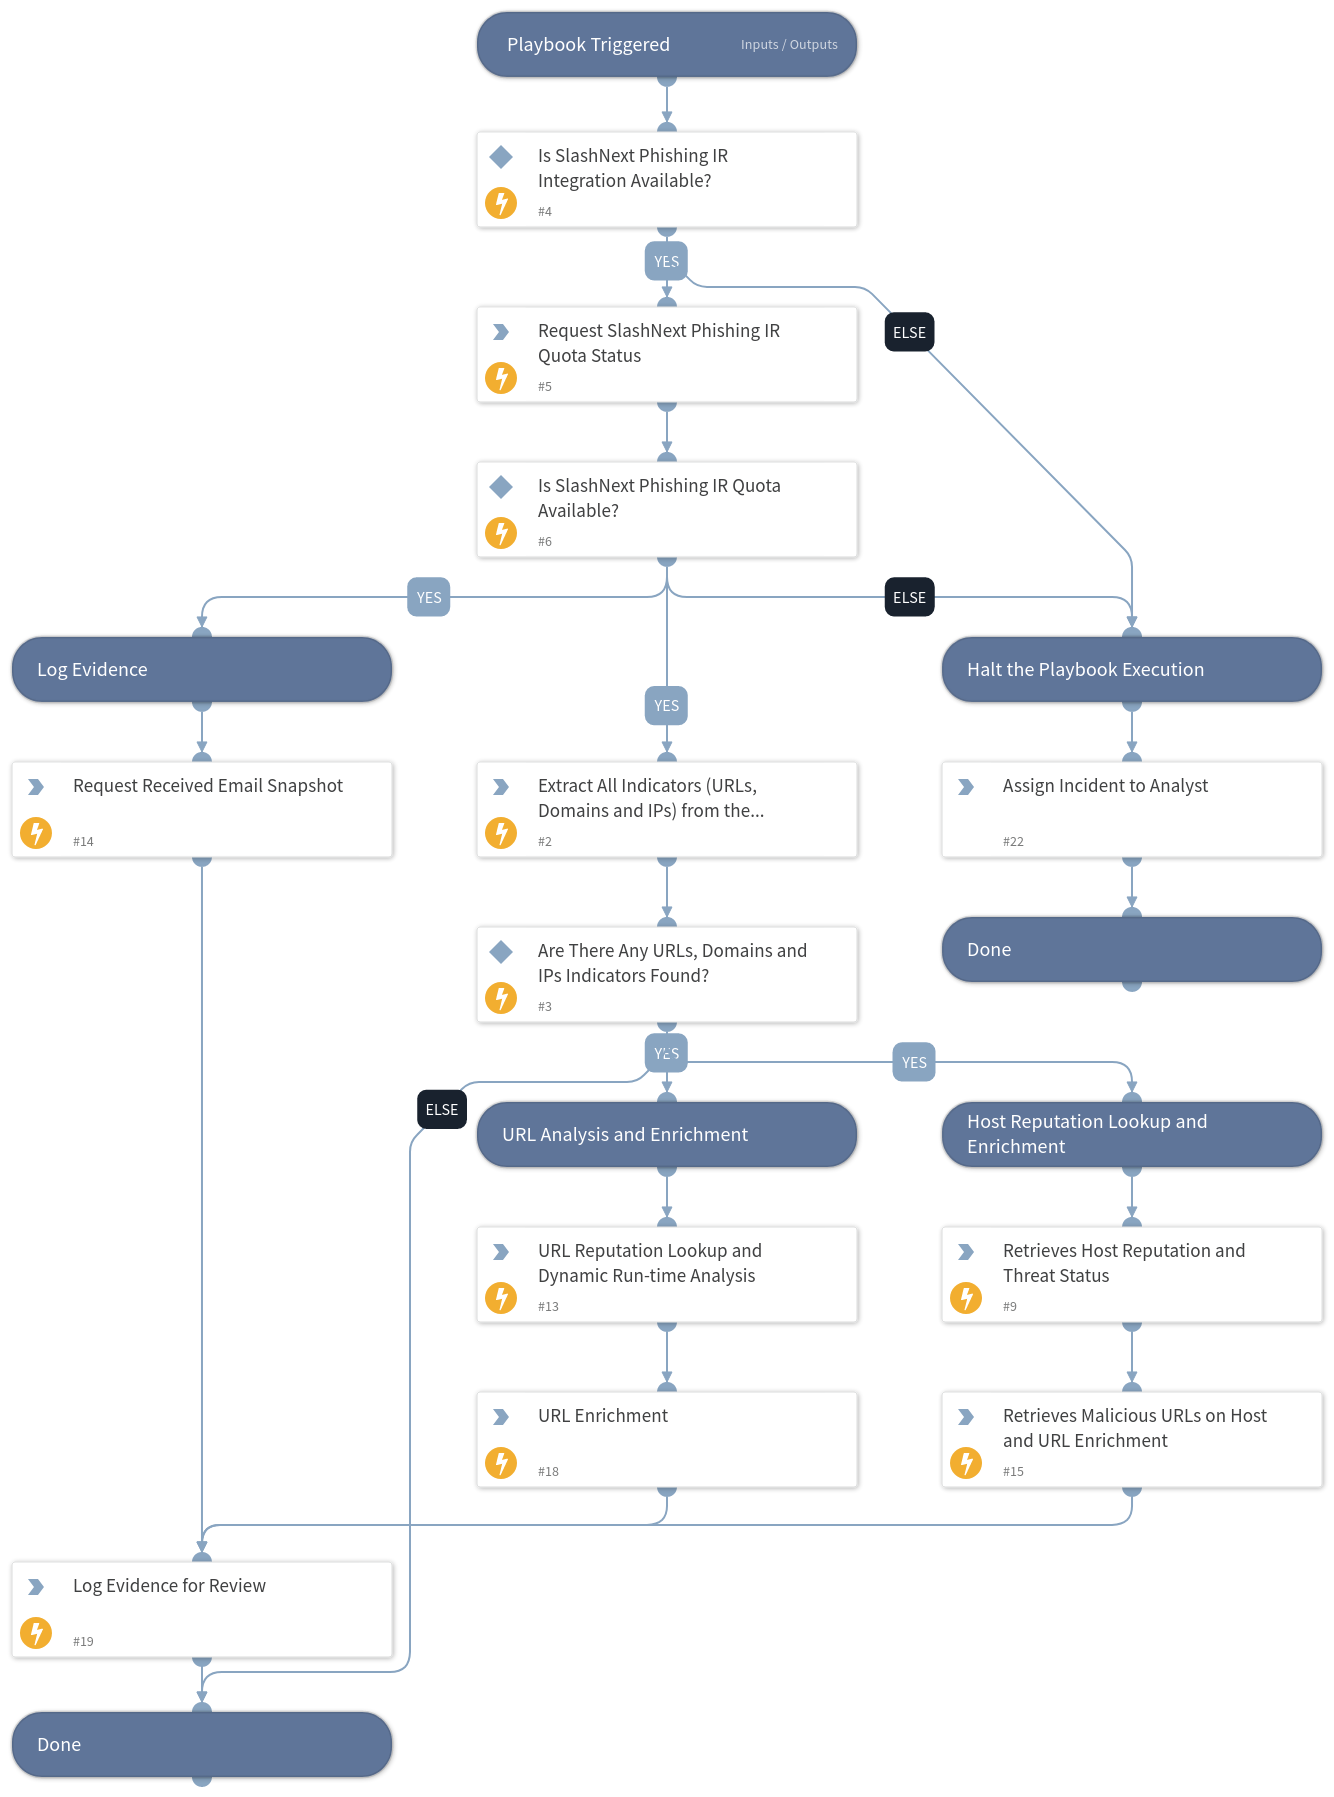 Playbook Triggered
Inputs / Outputs
Is SlashNext Phishing IR
Integration Available?
#4
YES
ELSE
Request SlashNext Phishing IR
Quota Status
#5
Is SlashNext Phishing IR Quota
Available?
#6
YES
ELSE
Log Evidence
Halt the Playbook Execution
YES
Request Received Email Snapshot
#14
Extract All Indicators (URLs,
Domains and IPs) from the...
#2
Assign Incident to Analyst
#22
Are There Any URLs, Domains and
IPs Indicators Found?
#3
Done
YES
YES
ELSE
URL Analysis and Enrichment
Host Reputation Lookup and
Enrichment
URL Reputation Lookup and
Dynamic Run-time Analysis
#13
Retrieves Host Reputation and
Threat Status
#9
URL Enrichment
#18
Retrieves Malicious URLs on Host
and URL Enrichment
#15
Log Evidence for Review
#19
Done